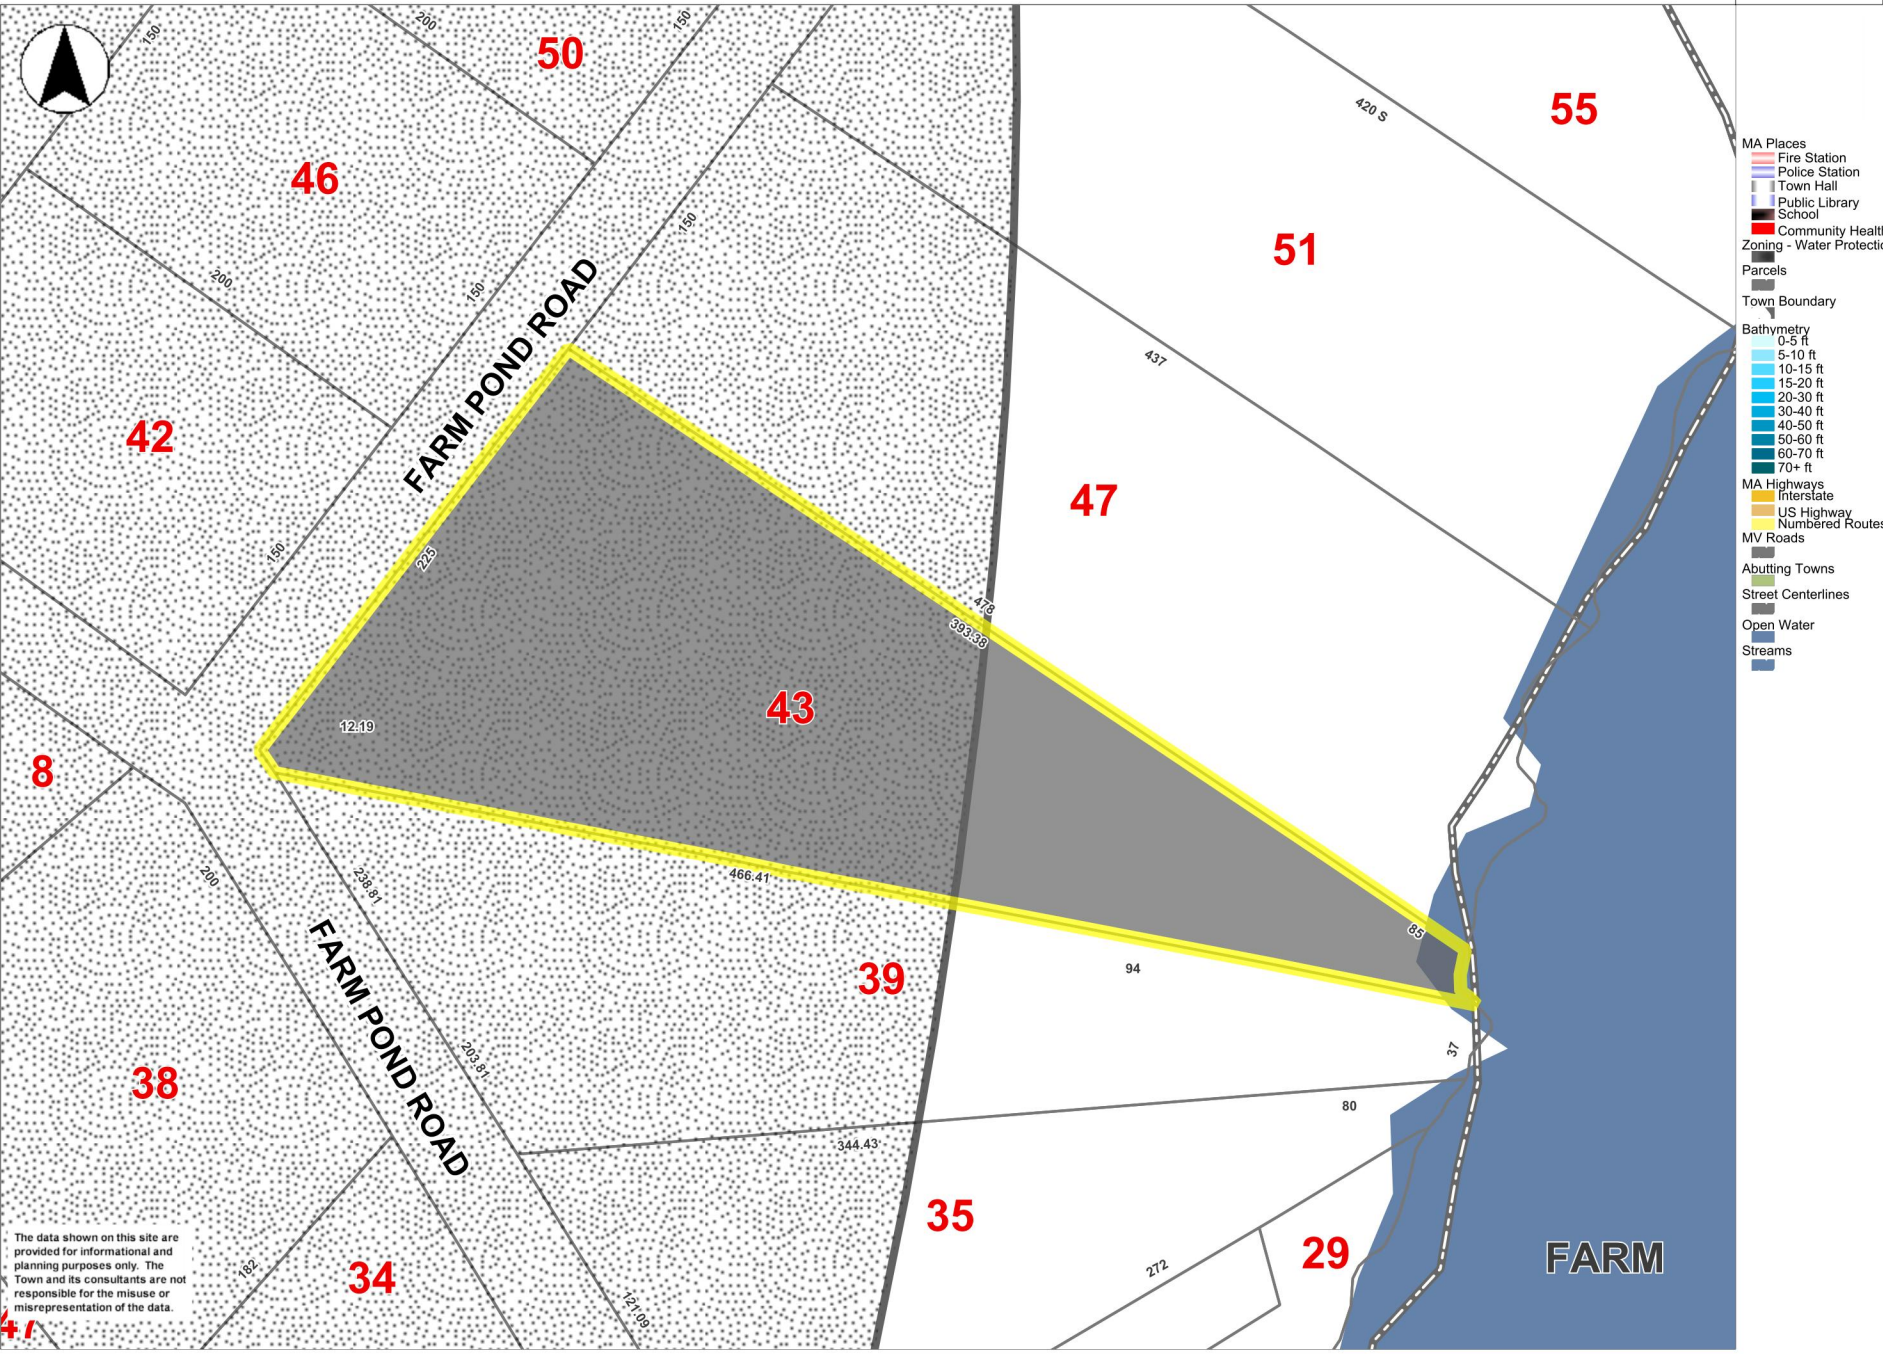 200
150
150
50
55
420 S
46
150
51
200
150
437
FARM POND ROAD
42
47
150
225
478
393.38
43
12.19
8
466.41
200
238.81
85
94
39
FARM POND ROAD
203.81
37
38
80
344.43
35
29
FARM
272
182
34
121.09
47
The data shown on this site are
provided for informational and
planning purposes only. The
Town and its consultants are not
responsible for the misuse or
misrepresentation of the data.
MA Places
Fire Station
Police Station
Town Hall
Public Library
School
Community Healt
Zoning - Water Protecti
Parcels
Town Boundary
Bathymetry
0-5 ft
5-10 ft
10-15 ft
15-20 ft
20-30 ft
30-40 ft
40-50 ft
50-60 ft
60-70 ft
70+ ft
MA Highways
Interstate
US Highway
Numbered Routes
MV Roads
Abutting Towns
Street Centerlines
Open Water
Streams